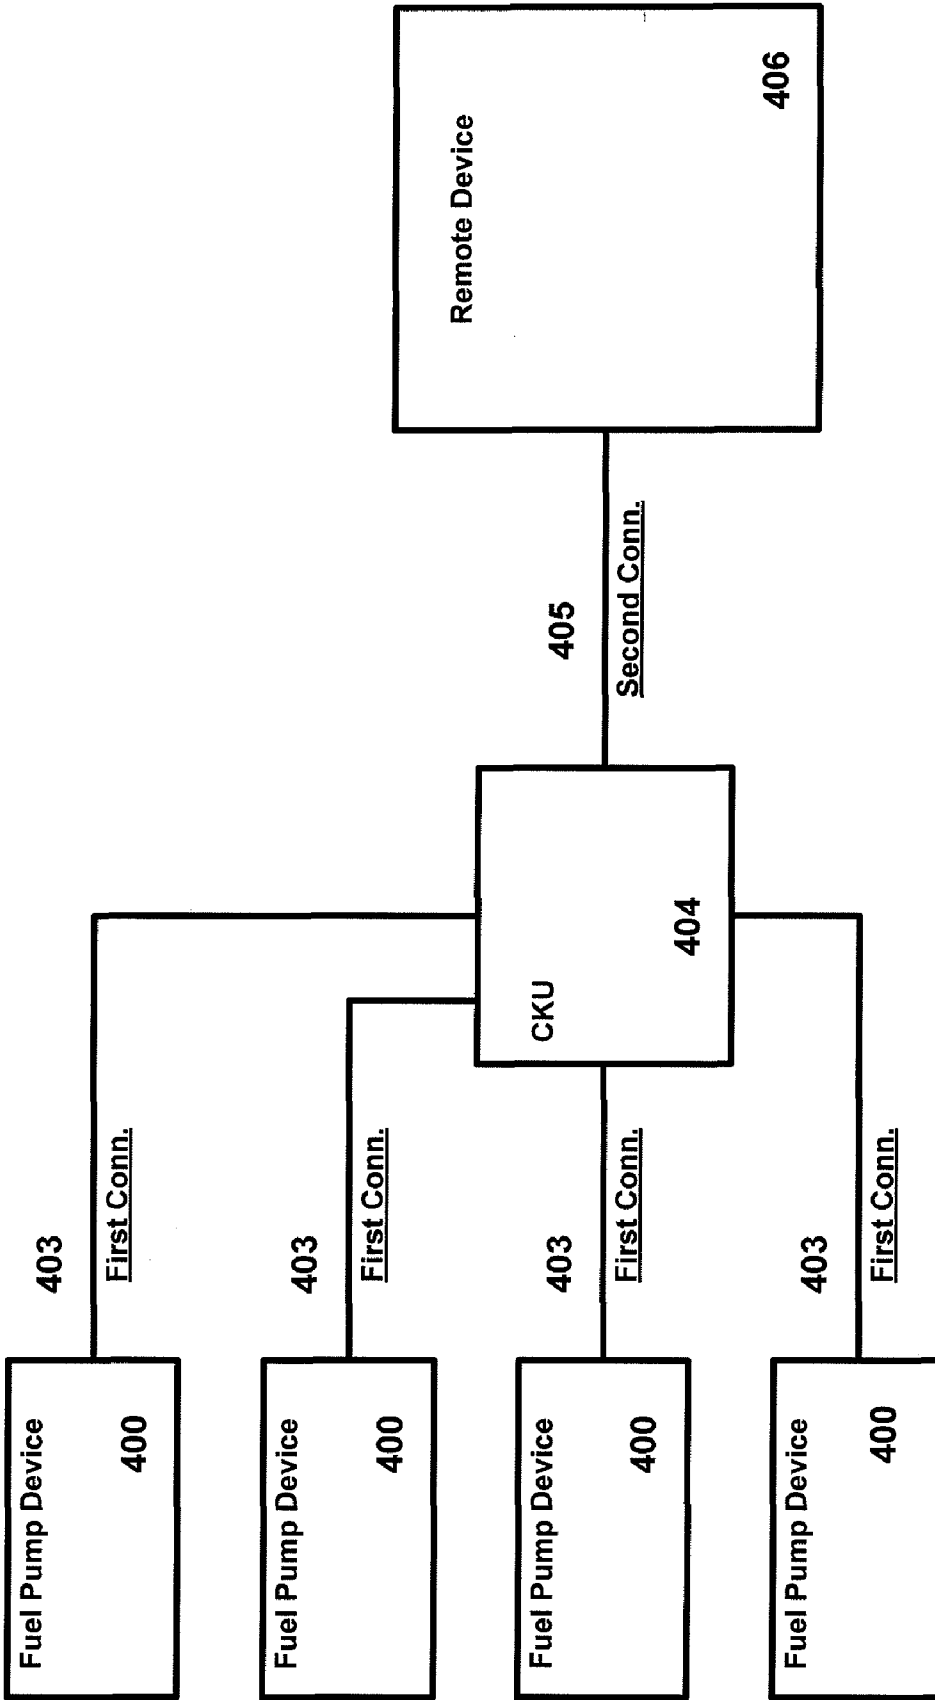 Fuel Pump Device
400
403
First Conn.
Fuel Pump Device
400
403
First Conn.
Fuel Pump Device
400
403
First Conn.
Fuel Pump Device
400
403
First Conn.
CKU
404
405
Second Conn.
Remote Device
406